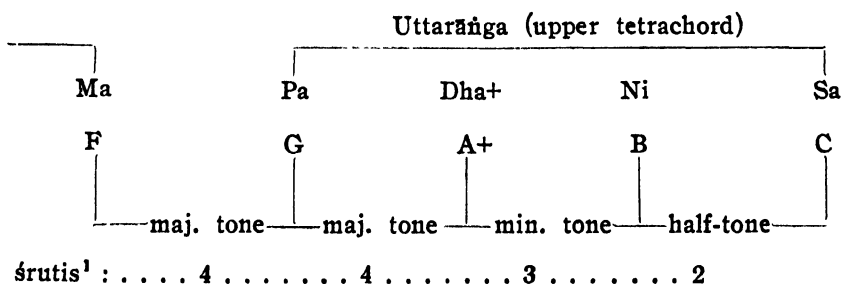 Uttarāṅga (upper tetrachord)
Ma Pa Dha+ Ni Sa
F G A+ B C
maj. tone maj. tone min. tone half-tone
śrutis¹ : . . . . 4 . . . . . . . 4 . . . . . . . 3 . . . . . . . 2